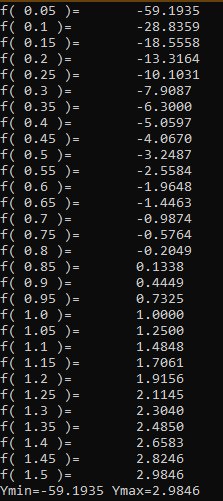 f( 0.05 )= -59.1935
f( 0.1 )= -28.8359
f( 0.15 )= -18.5558
f( 0.2 )= -13.3164
f( 0.25 )= -10.1031
f( 0.3 )= -7.9087
f( 0.35 )= -6.3000
f( 0.4 )= -5.0597
f( 0.45 )= -4.0670
f( 0.5 )= -3.2487
f( 0.55 )= -2.5584
f( 0.6 )= -1.9648
f( 0.65 )= -1.4463
f( 0.7 )= -0.9874
f( 0.75 )= -0.5764
f( 0.8 )= -0.2049
f( 0.85 )= 0.1338
f( 0.9 )= 0.4449
f( 0.95 )= 0.7325
f( 1.0 )= 1.0000
f( 1.05 )= 1.2500
f( 1.1 )= 1.4848
f( 1.15 )= 1.7061
f( 1.2 )= 1.9156
f( 1.25 )= 2.1145
f( 1.3 )= 2.3040
f( 1.35 )= 2.4850
f( 1.4 )= 2.6583
f( 1.45 )= 2.8246
f( 1.5 )= 2.9846
Ymin=-59.1935 Ymax=2.9846